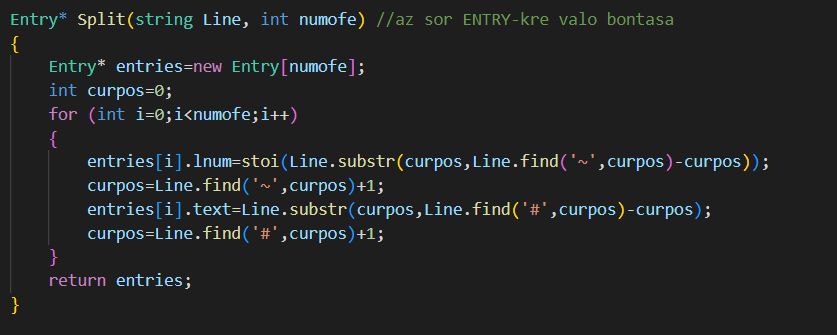 Entry* Split(string Line, int numofe) //az sor ENTRY-kre valo bontasa
{
    Entry* entries=new Entry[numofe];
    int curpos=0;
    for (int i=0;i<numofe;i++)
    {
        entries[i].lnum=stoi(Line.substr(curpos,Line.find('~',curpos)-curpos));
        curpos=Line.find('~',curpos)+1;
        entries[i].text=Line.substr(curpos,Line.find('#',curpos)-curpos);
        curpos=Line.find('#',curpos)+1;
    }
    return entries;
}